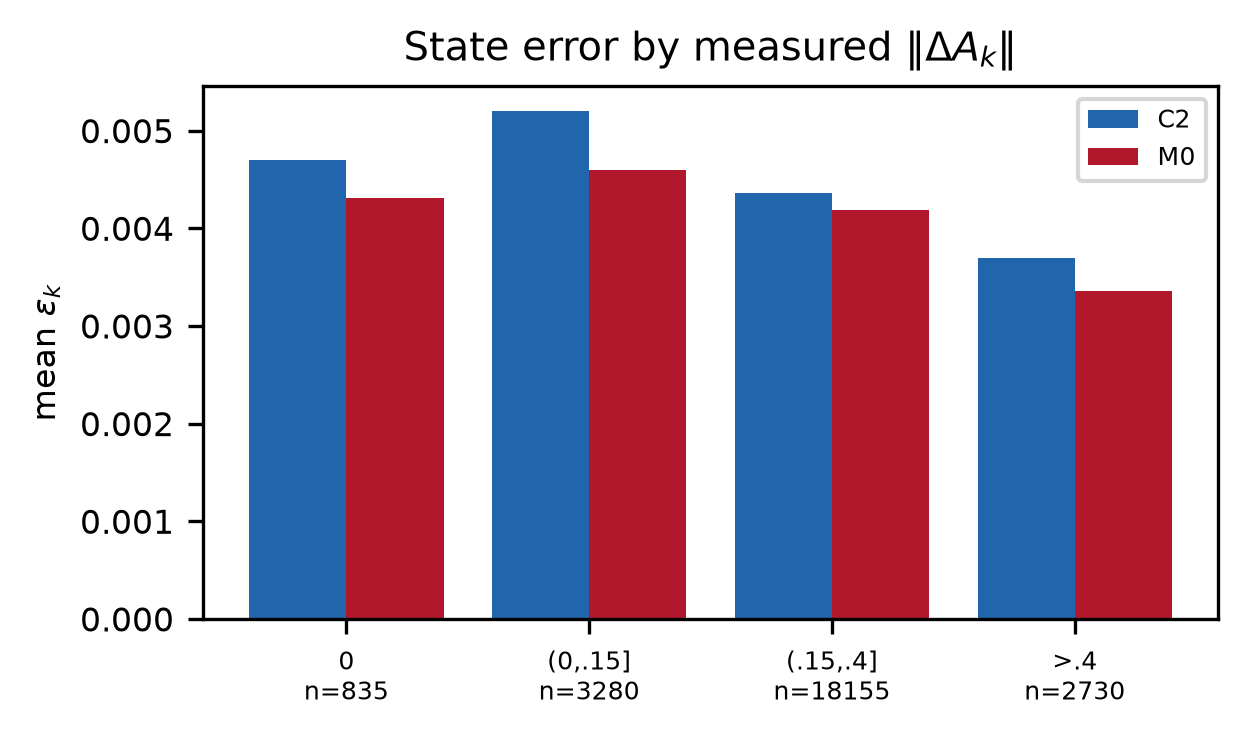 State error by measured ‖ΔA_k‖
C2
M0
mean ε_k
0.005
0.004
0.003
0.002
0.001
0.000
0
n=835
(0,.15]
n=3280
(.15,.4]
n=18155
>.4
n=2730